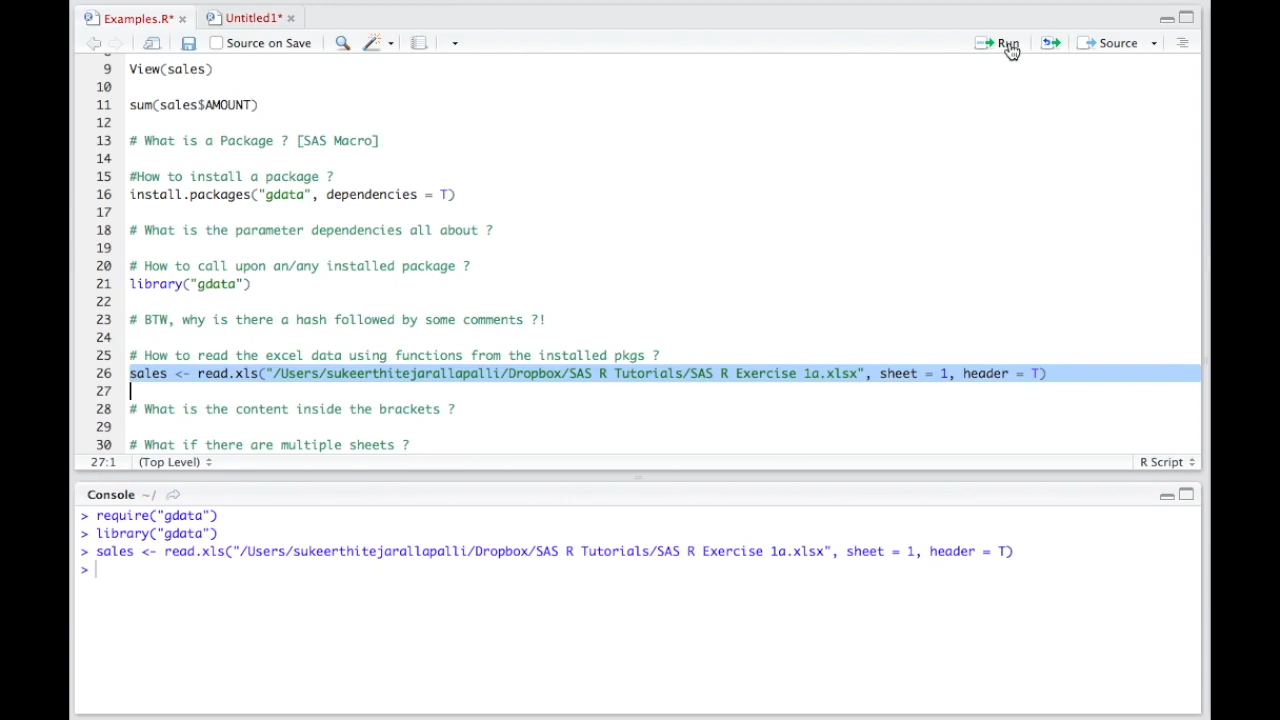 Examples.R*
Untitled1*
Source on Save
Run
Source
9 View(sales)
10
11 sum(sales$AMOUNT)
12
13 # What is a Package ? [SAS Macro]
14
15 #How to install a package ?
16 install.packages("gdata", dependencies = T)
17
18 # What is the parameter dependencies all about ?
19
20 # How to call upon an/any installed package ?
21 library("gdata")
22
23 # BTW, why is there a hash followed by some comments ?!
24
25 # How to read the excel data using functions from the installed pkgs ?
26 sales <- read.xls("/Users/sukeerthitejarallapalli/Dropbox/SAS R Tutorials/SAS R Exercise 1a.xlsx", sheet = 1, header = T)
27
28 # What is the content inside the brackets ?
29
30 # What if there are multiple sheets ?
27:1 (Top Level) R Script
Console ~/
> require("gdata")
> library("gdata")
> sales <- read.xls("/Users/sukeerthitejarallapalli/Dropbox/SAS R Tutorials/SAS R Exercise 1a.xlsx", sheet = 1, header = T)
>